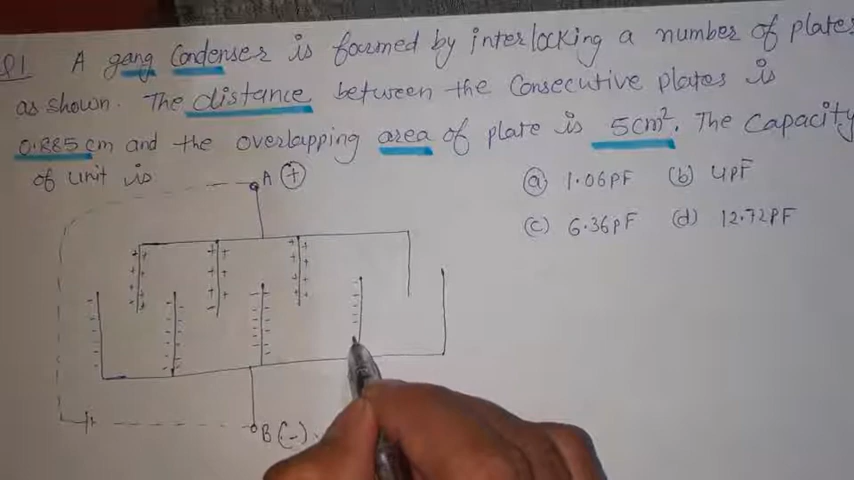 Q1 A gang Condenser is formed by interlocking a number of plates
as shown. The distance between the Consecutive plates is
0.885 cm and the overlapping area of plate is 5cm². The Capacity
of unit is
(a) 1.06PF (b) 4PF
(c) 6.36PF (d) 12.72PF
A (+)
B (-)